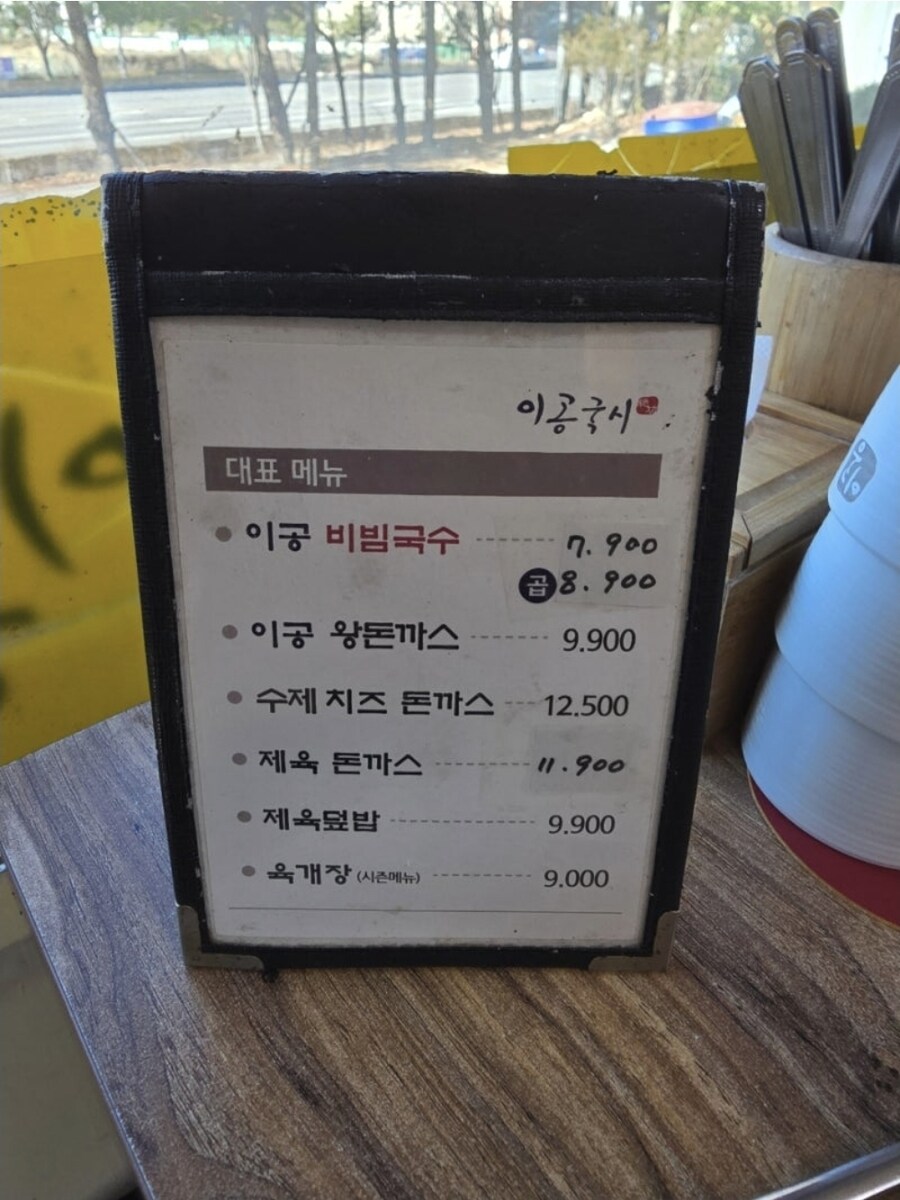 이공국시
대표 메뉴
이공 비빔국수 7.900
곱 8.900
이공 왕돈까스 9.900
수제 치즈 돈까스 12.500
제육 돈까스 11.900
제육덮밥 9.900
육개장 (시즌메뉴) 9.000